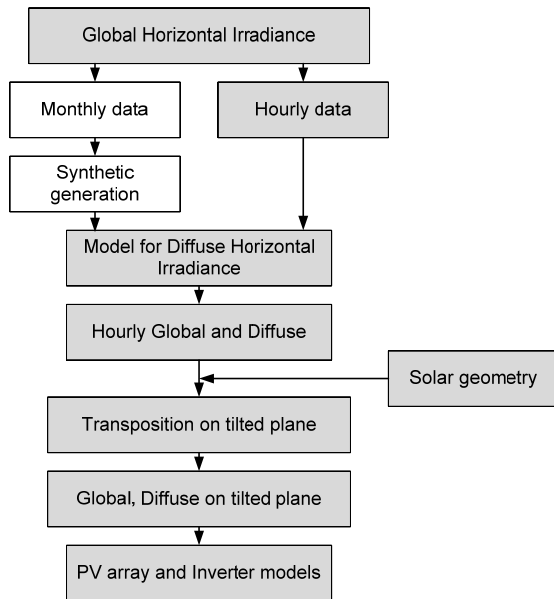 Global Horizontal Irradiance
Monthly data
Hourly data
Synthetic
generation
Model for Diffuse Horizontal
Irradiance
Hourly Global and Diffuse
Solar geometry
Transposition on tilted plane
Global, Diffuse on tilted plane
PV array and Inverter models